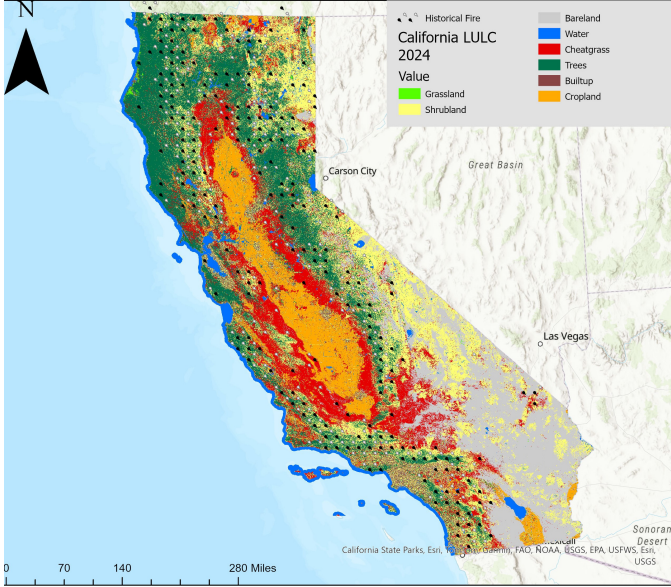 N
Historical Fire
California LULC
2024
Value
Grassland
Shrubland
Bareland
Water
Cheatgrass
Trees
Builtup
Cropland
Great Basin
Carson City
Las Vegas
Sonoran
Desert
California State Parks, Esri, Garmin, FAO, NOAA, USGS, EPA, USFWS, Esri,
USGS
0 70 140 280 Miles